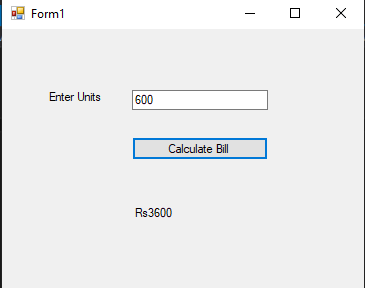 Form1
Enter Units
600
Calculate Bill
Rs3600